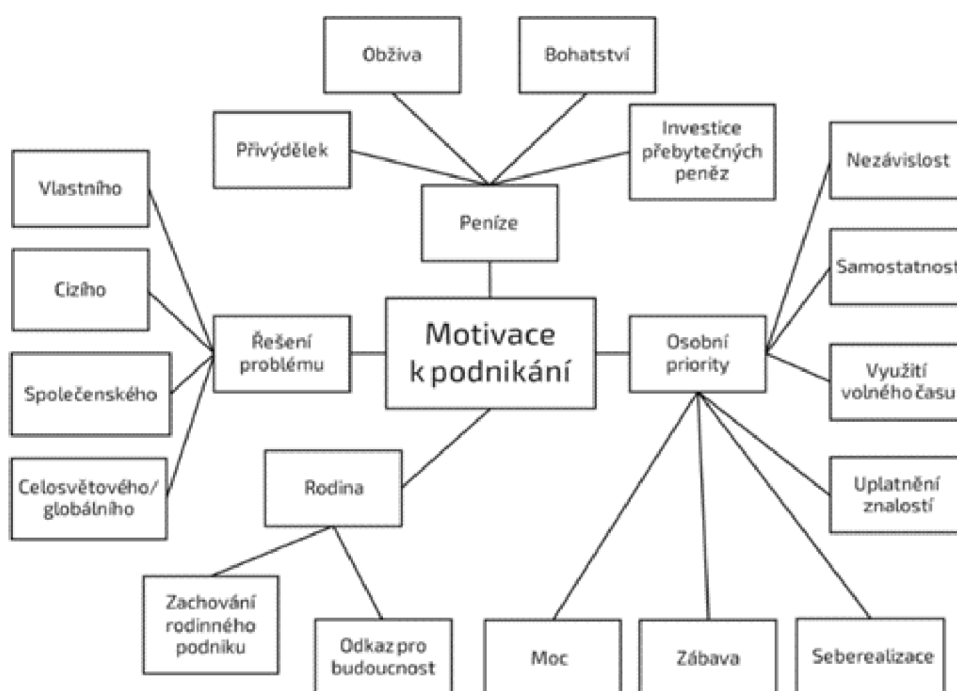 Obživa
Bohatství
Přivýdělek
Investice
přebytečných
peněz
Peníze
Vlastního
Cizího
Společenského
Celosvětového/
globálního
Řešení
problému
Motivace
k podnikání
Osobní
priority
Nezávislost
Samostatnost
Využití
volného času
Uplatnění
znalostí
Rodina
Zachování
rodinného
podniku
Odkaz pro
budoucnost
Moc
Zábava
Seberealizace